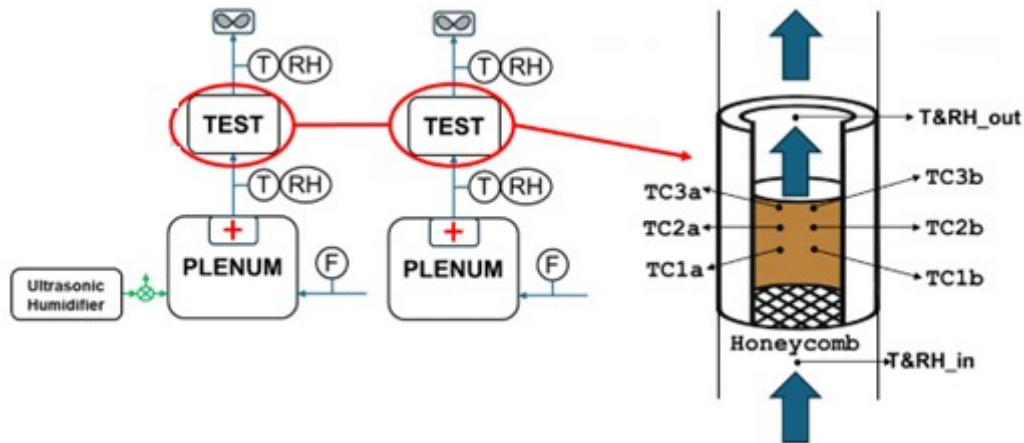 T RH
T RH
TEST
TEST
T RH
T RH
PLENUM
F
PLENUM
F
Ultrasonic
Humidifier
T&RH_out
TC3a
TC3b
TC2a
TC2b
TC1a
TC1b
Honeycomb
T&RH_in